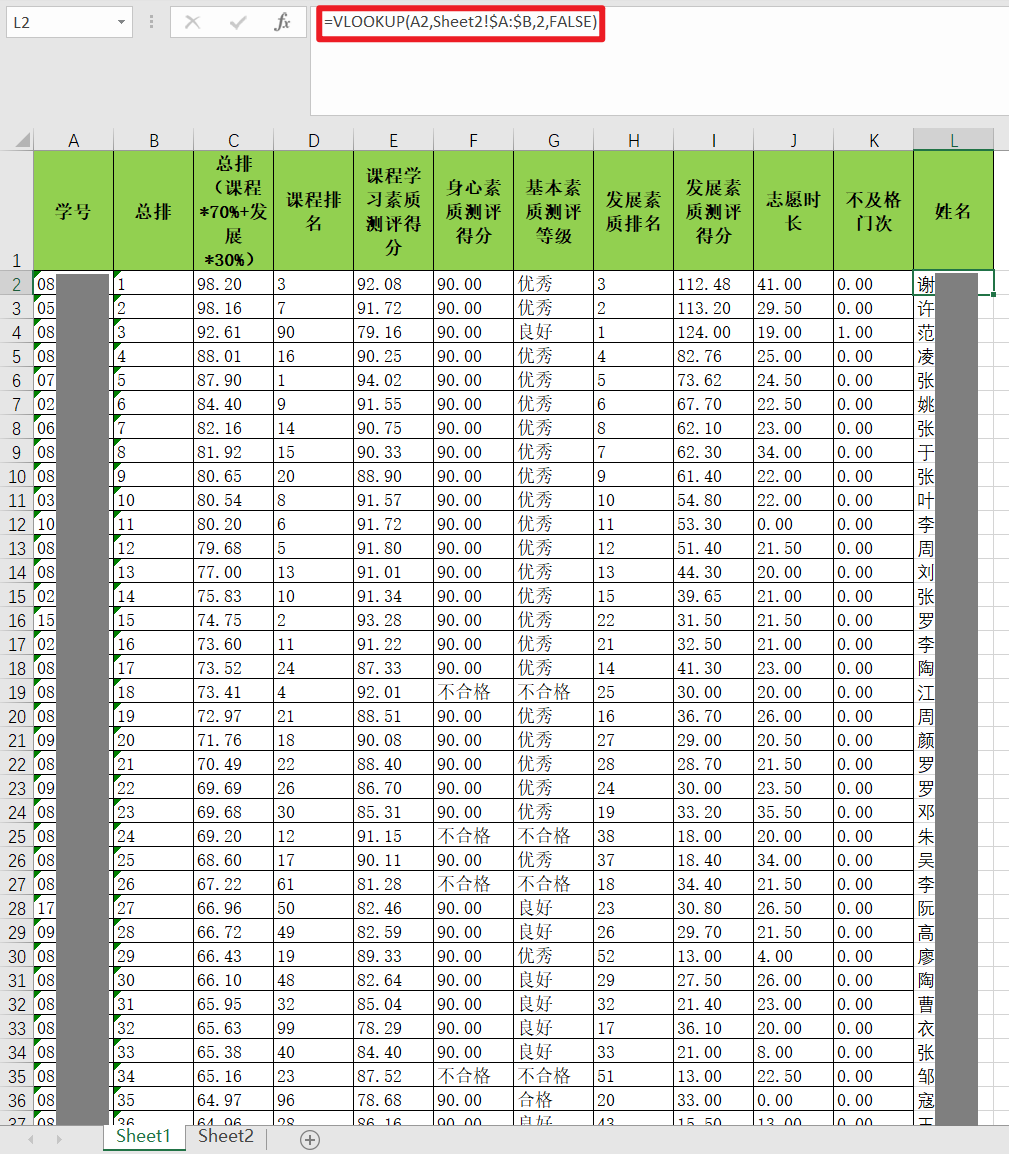 L2
fx
=VLOOKUP(A2,Sheet2!$A:$B,2,FALSE)
A B C D E F G H I J K L
1 学号 总排 总排（课程*70%+发展*30%） 课程排名 课程学习素质测评得分 身心素质测评得分 基本素质测评等级 发展素质排名 发展素质测评得分 志愿时长 不及格门次 姓名
2 08 1 98.20 3 92.08 90.00 优秀 3 112.48 41.00 0.00 谢
3 05 2 98.16 7 91.72 90.00 优秀 2 113.20 29.50 0.00 许
4 08 3 92.61 90 79.16 90.00 良好 1 124.00 19.00 1.00 范
5 08 4 88.01 16 90.25 90.00 优秀 4 82.76 25.00 0.00 凌
6 07 5 87.90 1 94.02 90.00 优秀 5 73.62 24.50 0.00 张
7 02 6 84.40 9 91.55 90.00 优秀 6 67.70 22.50 0.00 姚
8 06 7 82.16 14 90.75 90.00 优秀 8 62.10 23.00 0.00 张
9 08 8 81.92 15 90.33 90.00 优秀 7 62.30 34.00 0.00 于
10 08 9 80.65 20 88.90 90.00 优秀 9 61.40 22.00 0.00 张
11 03 10 80.54 8 91.57 90.00 优秀 10 54.80 22.00 0.00 叶
12 10 11 80.20 6 91.72 90.00 优秀 11 53.30 0.00 0.00 李
13 08 12 79.68 5 91.80 90.00 优秀 12 51.40 21.50 0.00 周
14 08 13 77.00 13 91.01 90.00 优秀 13 44.30 20.00 0.00 刘
15 02 14 75.83 10 91.34 90.00 优秀 15 39.65 21.00 0.00 张
16 15 15 74.75 2 93.28 90.00 优秀 22 31.50 21.50 0.00 罗
17 02 16 73.60 11 91.22 90.00 优秀 21 32.50 21.00 0.00 李
18 08 17 73.52 24 87.33 90.00 优秀 14 41.30 23.00 0.00 陶
19 08 18 73.41 4 92.01 不合格 不合格 25 30.00 20.00 0.00 江
20 08 19 72.97 21 88.51 90.00 优秀 16 36.70 26.00 0.00 周
21 09 20 71.76 18 90.08 90.00 优秀 27 29.00 20.50 0.00 颜
22 08 21 70.49 22 88.40 90.00 优秀 28 28.70 21.50 0.00 罗
23 09 22 69.69 26 86.70 90.00 优秀 24 30.00 23.50 0.00 罗
24 08 23 69.68 30 85.31 90.00 优秀 19 33.20 35.50 0.00 邓
25 08 24 69.20 12 91.15 不合格 不合格 38 18.00 20.00 0.00 朱
26 08 25 68.60 17 90.11 90.00 优秀 37 18.40 34.00 0.00 吴
27 08 26 67.22 61 81.28 不合格 不合格 18 34.40 21.50 0.00 李
28 17 27 66.96 50 82.46 90.00 良好 23 30.80 26.50 0.00 阮
29 09 28 66.72 49 82.59 90.00 良好 26 29.70 21.50 0.00 高
30 08 29 66.43 19 89.33 90.00 优秀 52 13.00 4.00 0.00 廖
31 08 30 66.10 48 82.64 90.00 良好 29 27.50 26.00 0.00 陶
32 08 31 65.95 32 85.04 90.00 良好 32 21.40 23.00 0.00 曹
33 08 32 65.63 99 78.29 90.00 良好 17 36.10 20.00 0.00 衣
34 08 33 65.38 40 84.40 90.00 良好 33 21.00 8.00 0.00 张
35 08 34 65.16 23 87.52 不合格 不合格 51 13.00 22.50 0.00 邹
36 08 35 64.97 96 78.68 90.00 合格 20 33.00 0.00 0.00 寇
37 08 36 64.96 28 86.16 90.00 良好 43 15.50 13.00 0.00
Sheet1 Sheet2